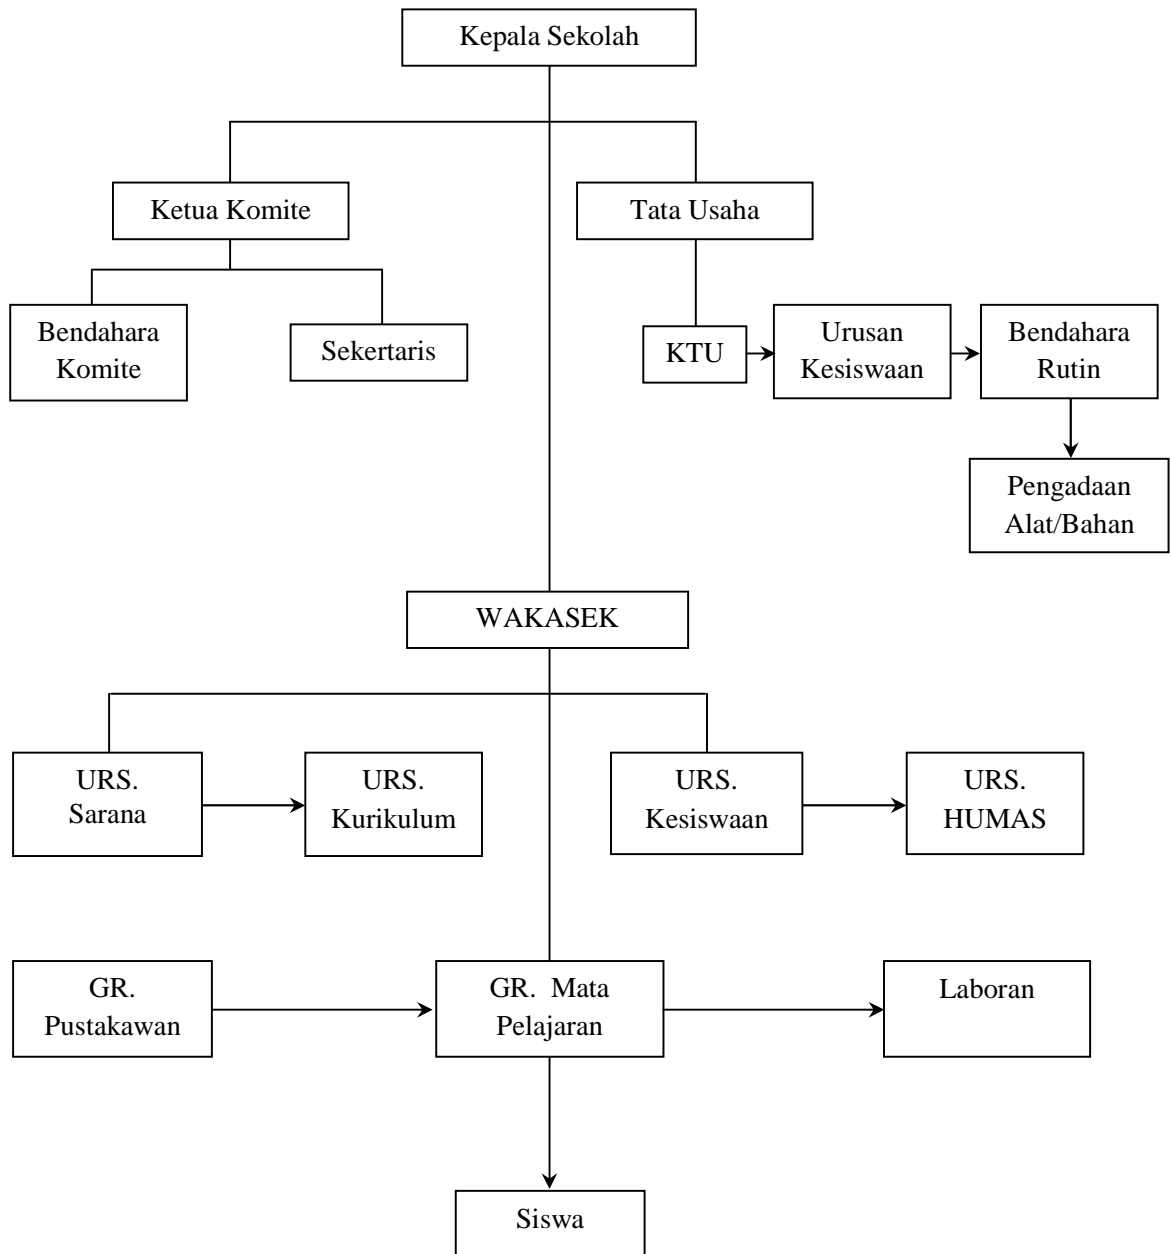 Kepala Sekolah
Ketua Komite
Tata Usaha
Bendahara
Komite
Sekertaris
KTU
Urusan
Kesiswaan
Bendahara
Rutin
Pengadaan
Alat/Bahan
WAKASEK
URS.
Sarana
URS.
Kurikulum
URS.
Kesiswaan
URS.
HUMAS
GR.
Pustakawan
GR. Mata
Pelajaran
Laboran
Siswa